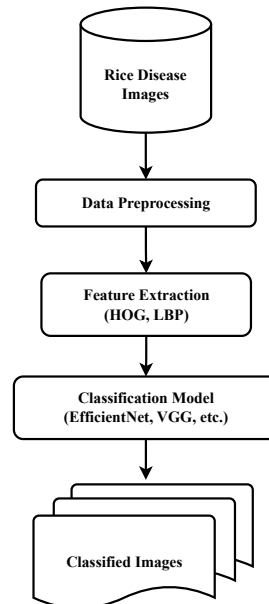 Rice Disease
Images
Data Preprocessing
Feature Extraction
(HOG, LBP)
Classification Model
(EfficientNet, VGG, etc.)
Classified Images